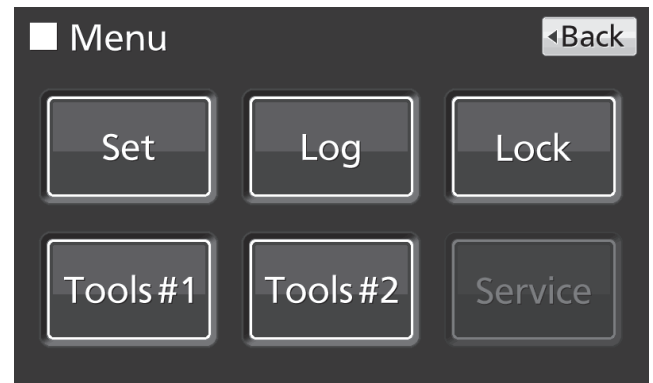 Menu
◂Back
Set
Log
Lock
Tools #1
Tools #2
Service